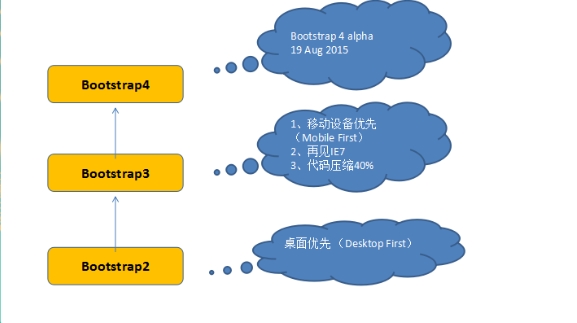 Bootstrap 4 alpha
19 Aug 2015
Bootstrap4
1、移动设备优先
（Mobile First）
2、再见IE7
3、代码压缩40%
Bootstrap3
桌面优先 （Desktop First）
Bootstrap2